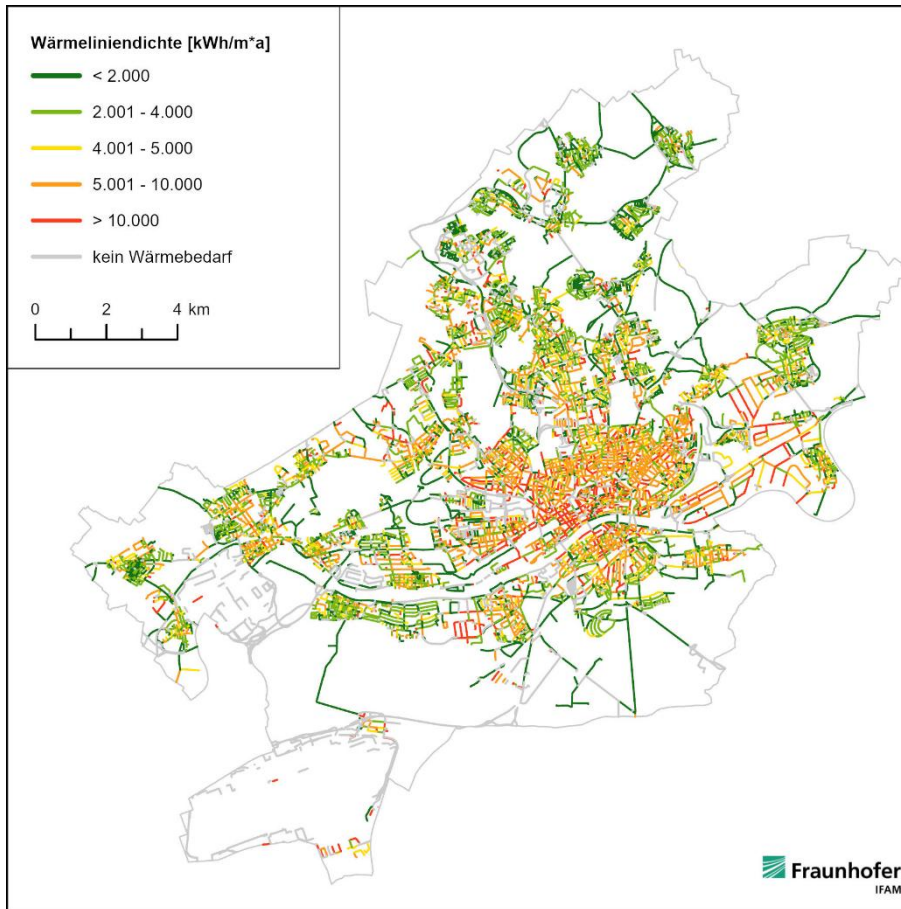 Wärmeliniendichte [kWh/m*a]
< 2.000
2.001 - 4.000
4.001 - 5.000
5.001 - 10.000
> 10.000
kein Wärmebedarf
0 2 4 km
Fraunhofer
IFAM